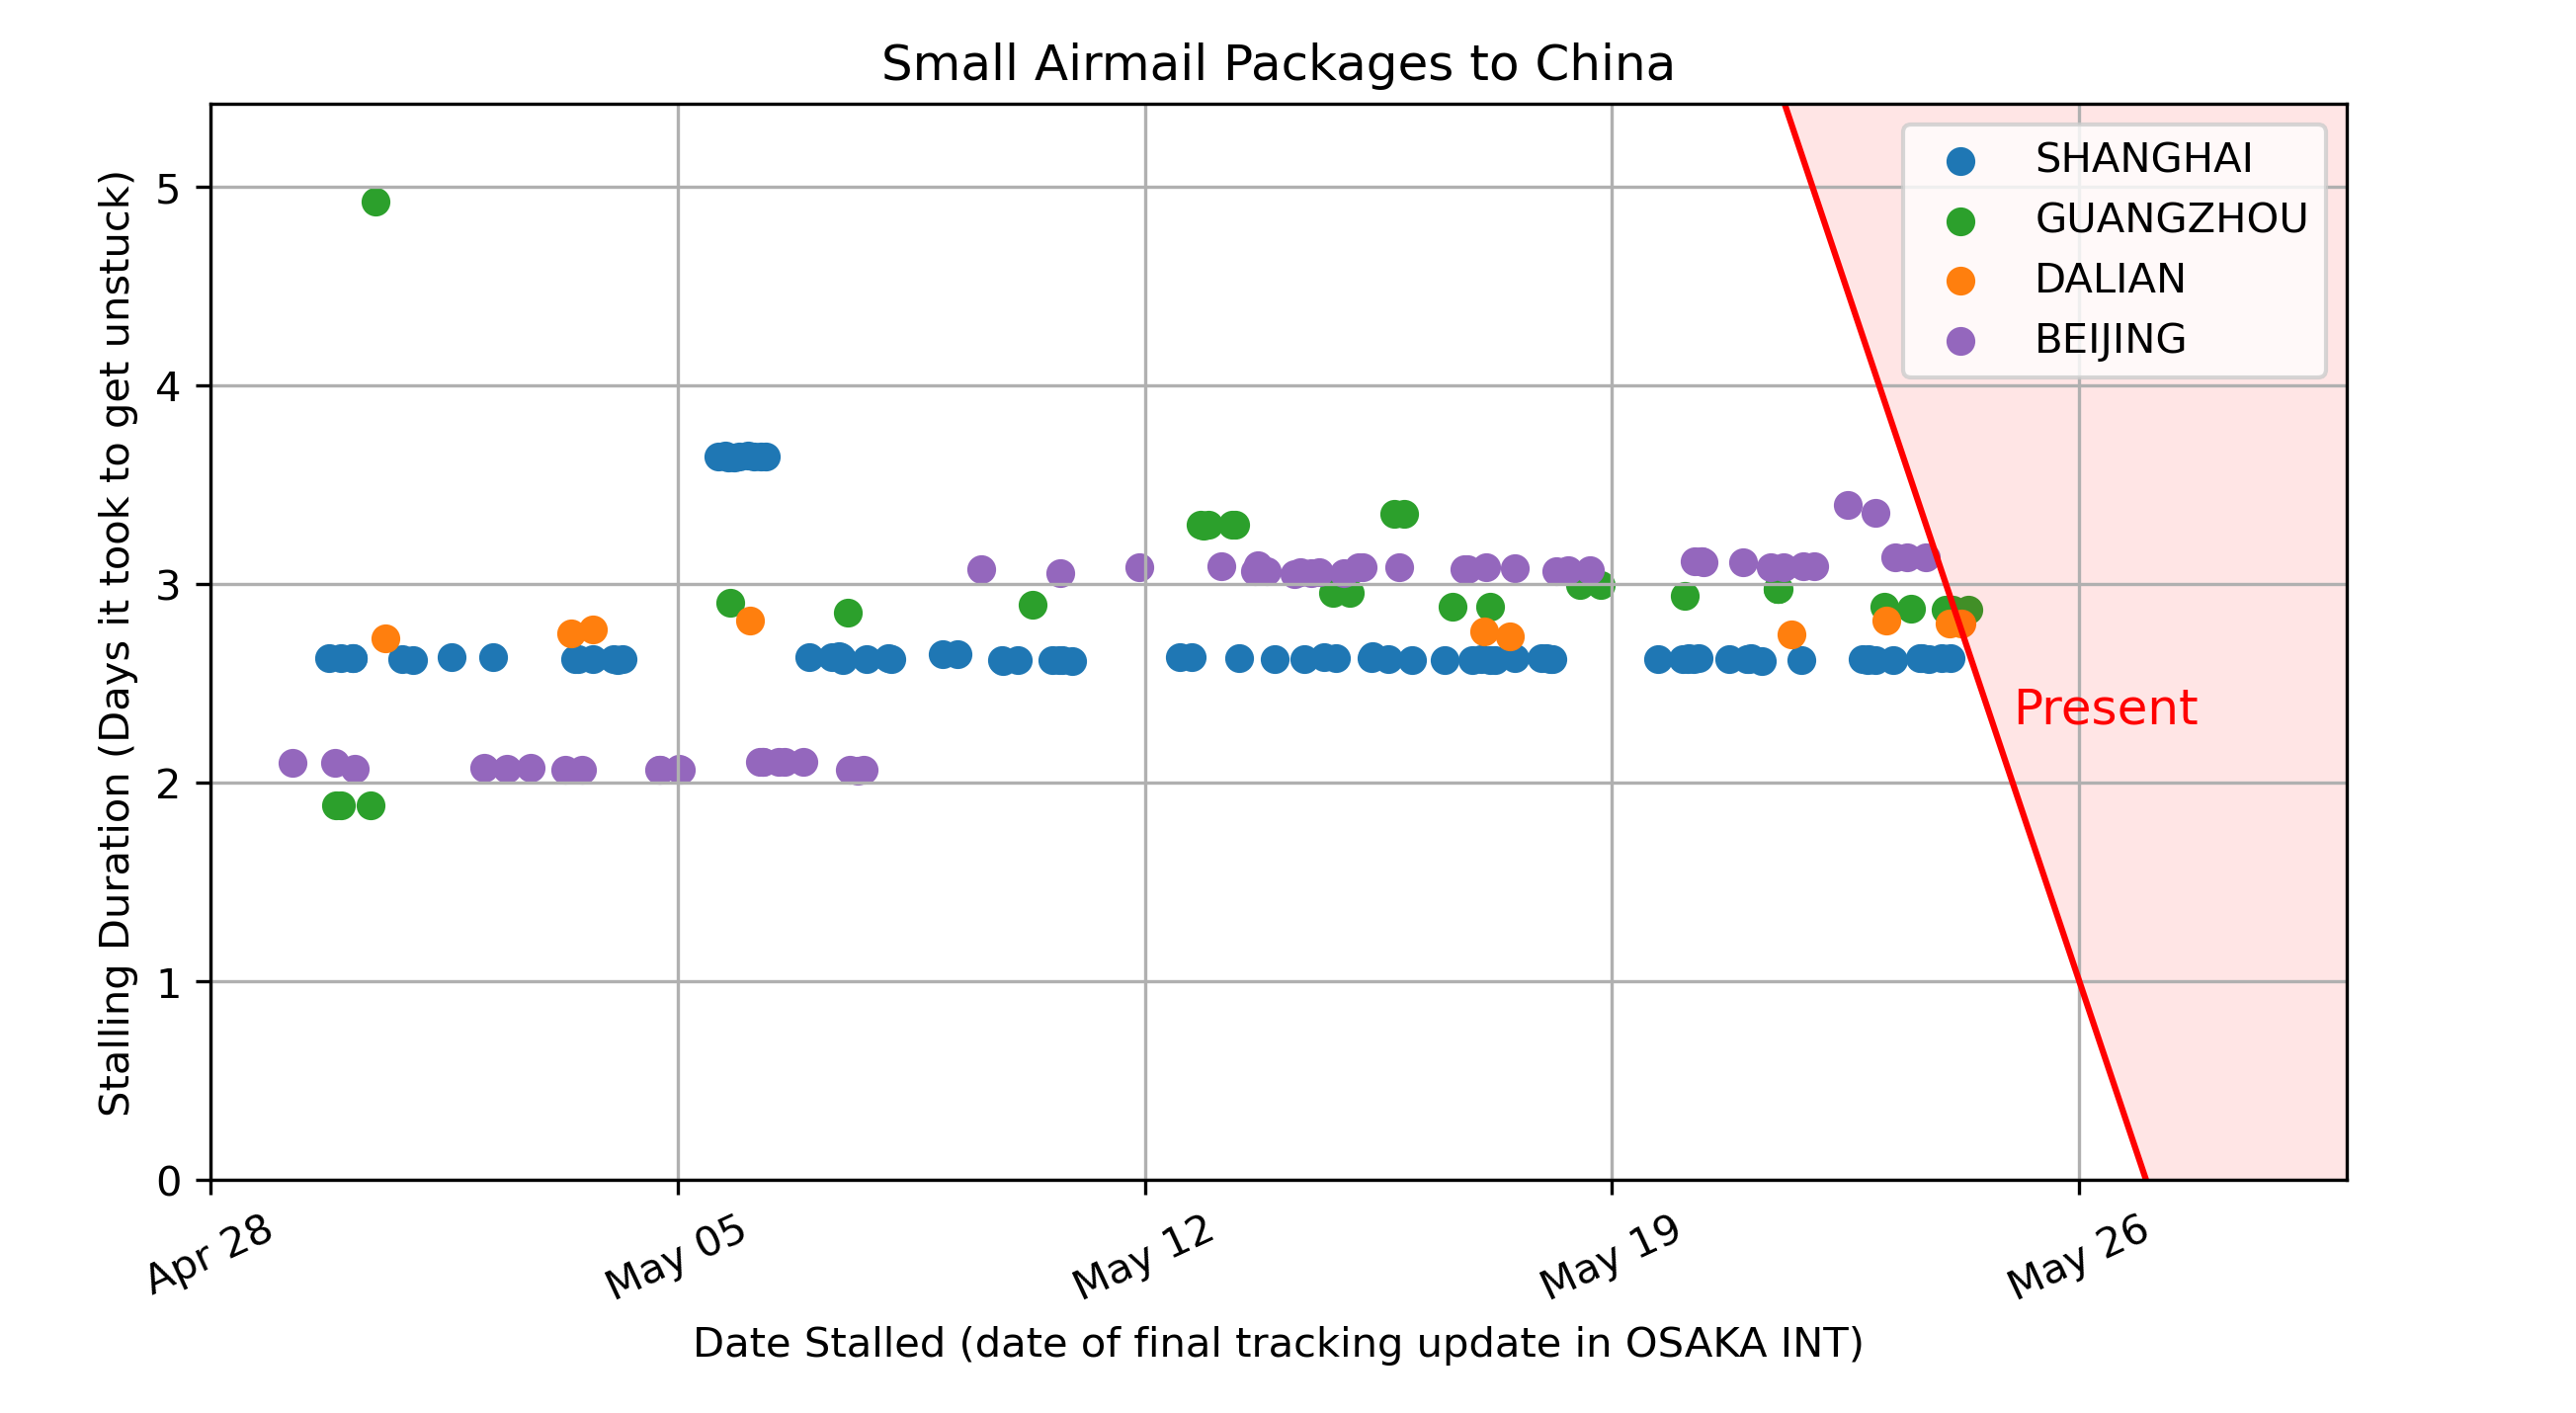 Small Airmail Packages to China
Stalling Duration (Days it took to get unstuck)
5
4
3
2
1
0
SHANGHAI
GUANGZHOU
DALIAN
BEIJING
Present
Apr 28
May 05
May 12
May 19
May 26
Date Stalled (date of final tracking update in OSAKA INT)